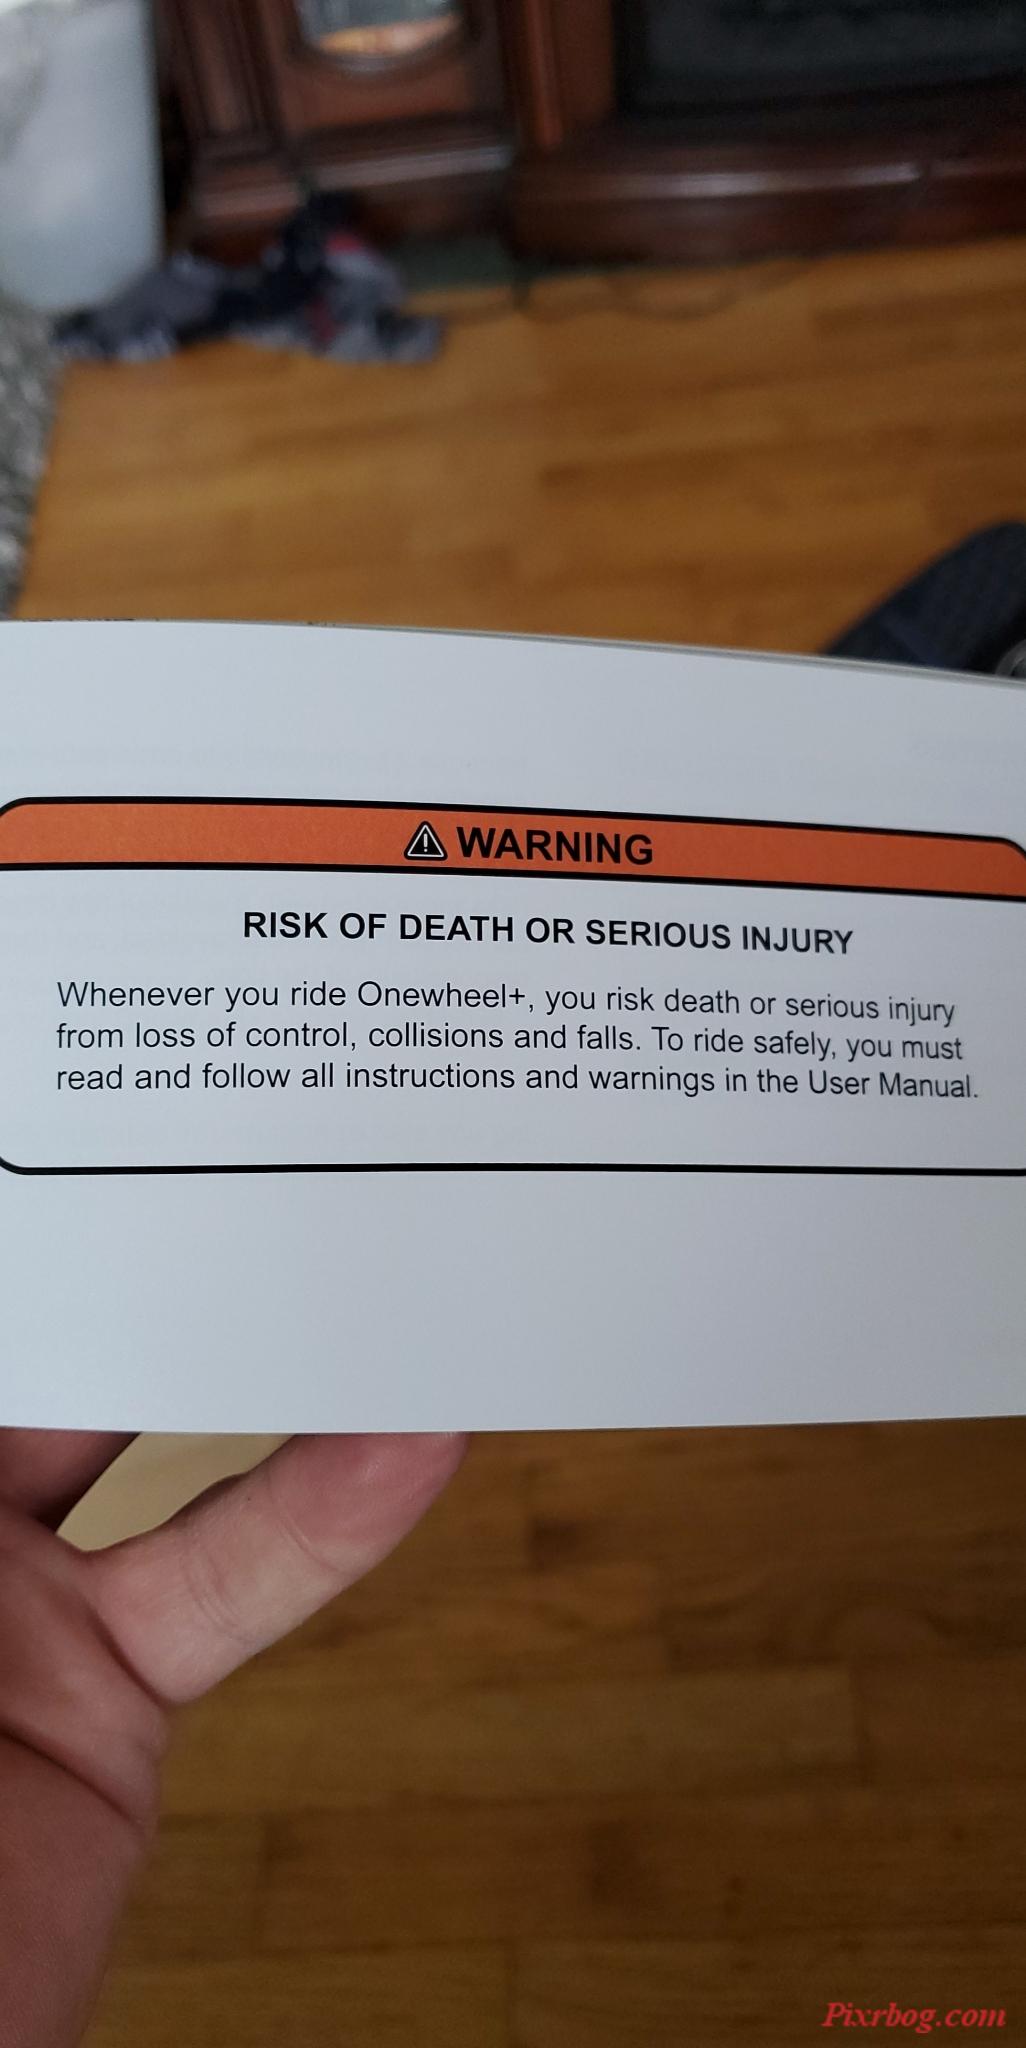 WARNING
RISK OF DEATH OR SERIOUS INJURY
Whenever you ride Onewheel+, you risk death or serious injury
from loss of control, collisions and falls. To ride safely, you must
read and follow all instructions and warnings in the User Manual.
Pixrbog.com